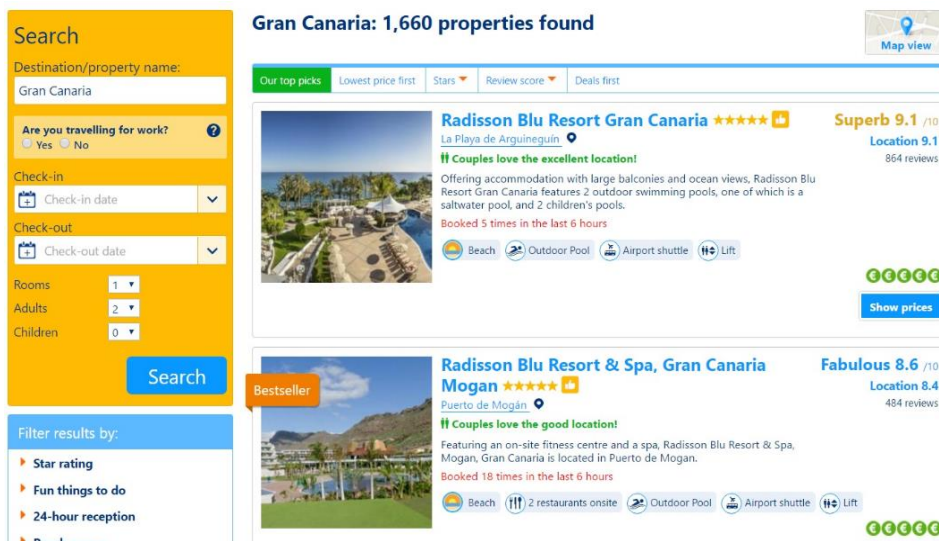 Search
Destination/property name:
Gran Canaria
Are you travelling for work?
?
Yes No
Check-in
Check-in date
Check-out
Check-out date
Rooms 1
Adults 2
Children 0
Search
Filter results by:
Star rating
Fun things to do
24-hour reception
Gran Canaria: 1,660 properties found
Map view
Our top picks Lowest price first Stars Review score Deals first
Radisson Blu Resort Gran Canaria
La Playa de Arguineguín
Couples love the excellent location!
Offering accommodation with large balconies and ocean views, Radisson Blu
Resort Gran Canaria features 2 outdoor swimming pools, one of which is a
saltwater pool, and 2 children's pools.
Booked 5 times in the last 6 hours
Beach Outdoor Pool Airport shuttle Lift
Superb 9.1 /10
Location 9.1
864 reviews
€€€€€
Show prices
Bestseller
Radisson Blu Resort & Spa, Gran Canaria
Mogan
Puerto de Mogán
Couples love the good location!
Featuring an on-site fitness centre and a spa, Radisson Blu Resort & Spa,
Mogan, Gran Canaria is located in Puerto de Mogan.
Booked 18 times in the last 6 hours
Beach 2 restaurants onsite Outdoor Pool Airport shuttle Lift
Fabulous 8.6 /10
Location 8.4
484 reviews
€€€€€